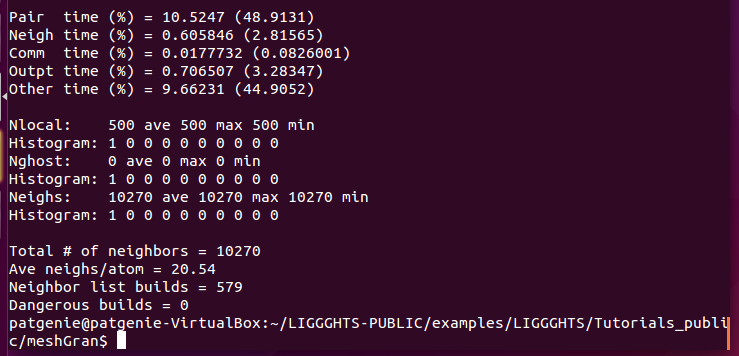 Pair  time (%) = 10.5247 (48.9131)
Neigh time (%) = 0.605846 (2.81565)
Comm  time (%) = 0.0177732 (0.0826001)
Outpt time (%) = 0.706507 (3.28347)
Other time (%) = 9.66231 (44.9052)

Nlocal:    500 ave 500 max 500 min
Histogram: 1 0 0 0 0 0 0 0 0 0
Nghost:    0 ave 0 max 0 min
Histogram: 1 0 0 0 0 0 0 0 0 0
Neighs:    10270 ave 10270 max 10270 min
Histogram: 1 0 0 0 0 0 0 0 0 0

Total # of neighbors = 10270
Ave neighs/atom = 20.54
Neighbor list builds = 579
Dangerous builds = 0
patgenie@patgenie-VirtualBox:~/LIGGGHTS-PUBLIC/examples/LIGGGHTS/Tutorials_publi
c/meshGran$